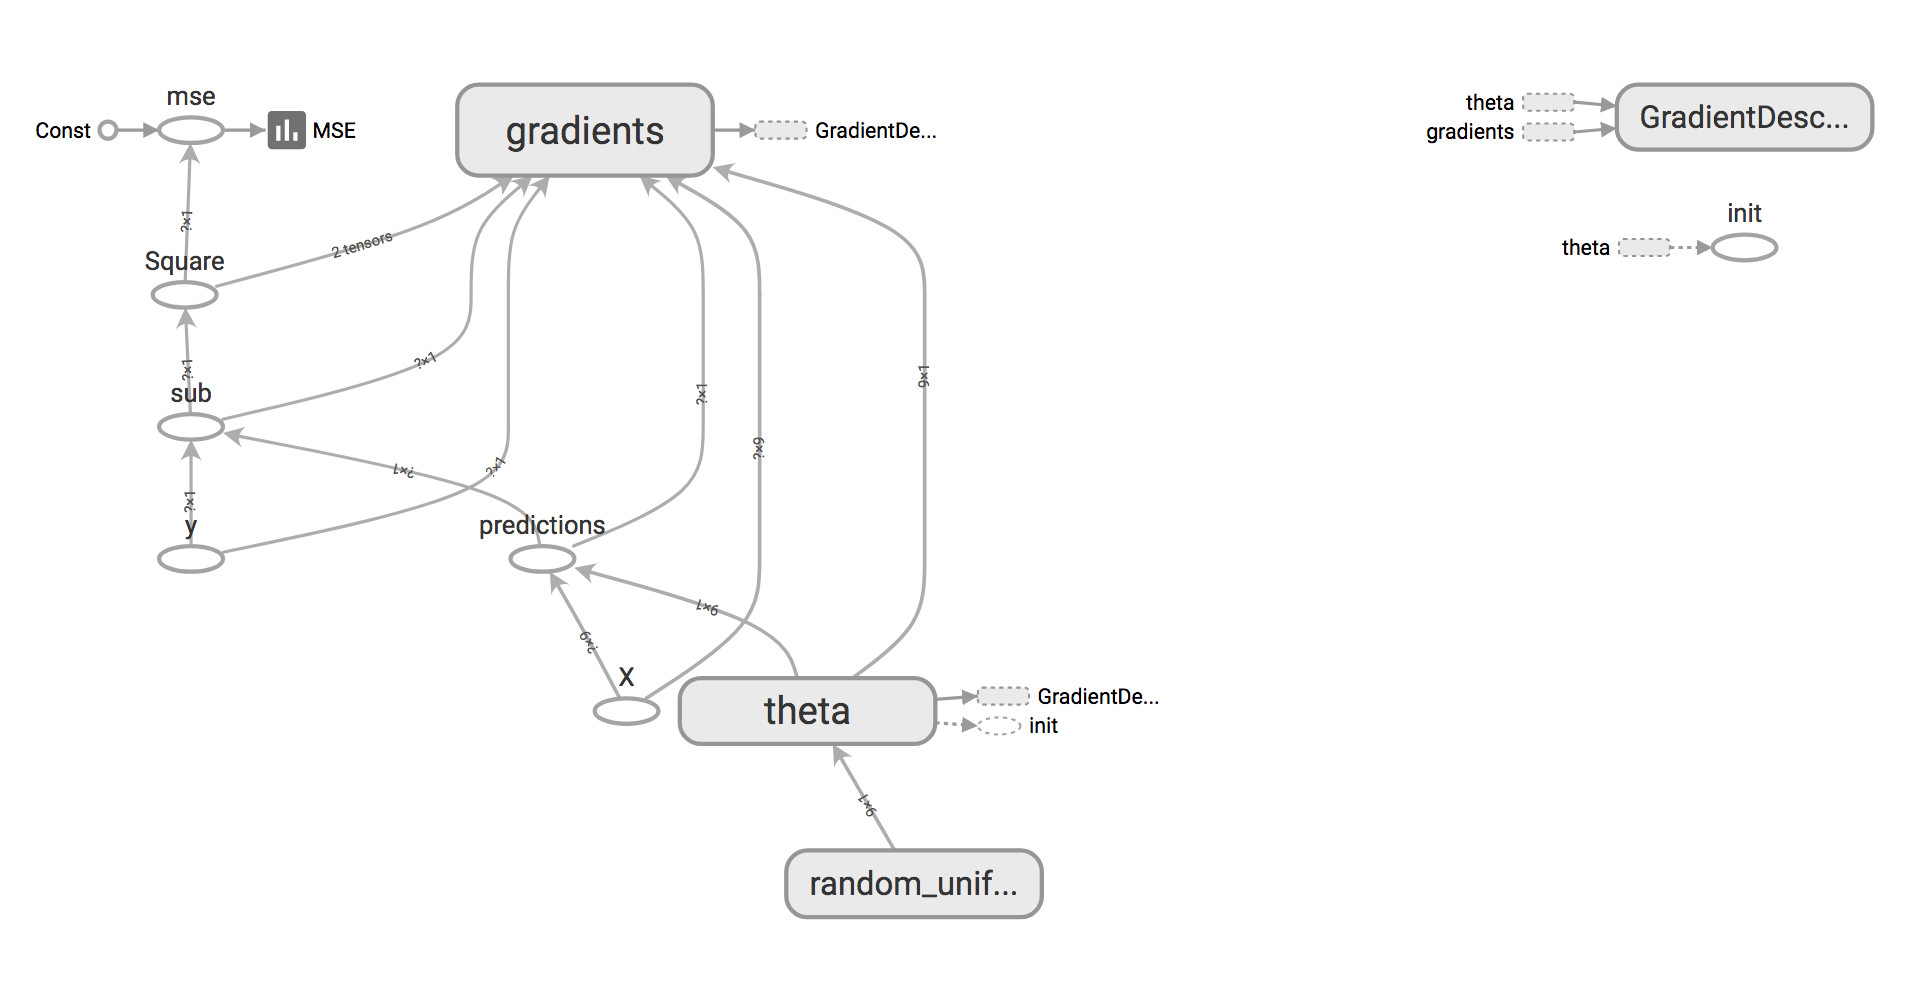 mse
Const
MSE
gradients
GradientDe...
theta
gradients
GradientDesc...
init
theta
?×1
2 tensors
Square
?×1
?×1
sub
?×1
9×1
?×1
?×9
?×1
?×1
y
predictions
9×1
?×9
X
theta
GradientDe...
init
9×1
random_unif...